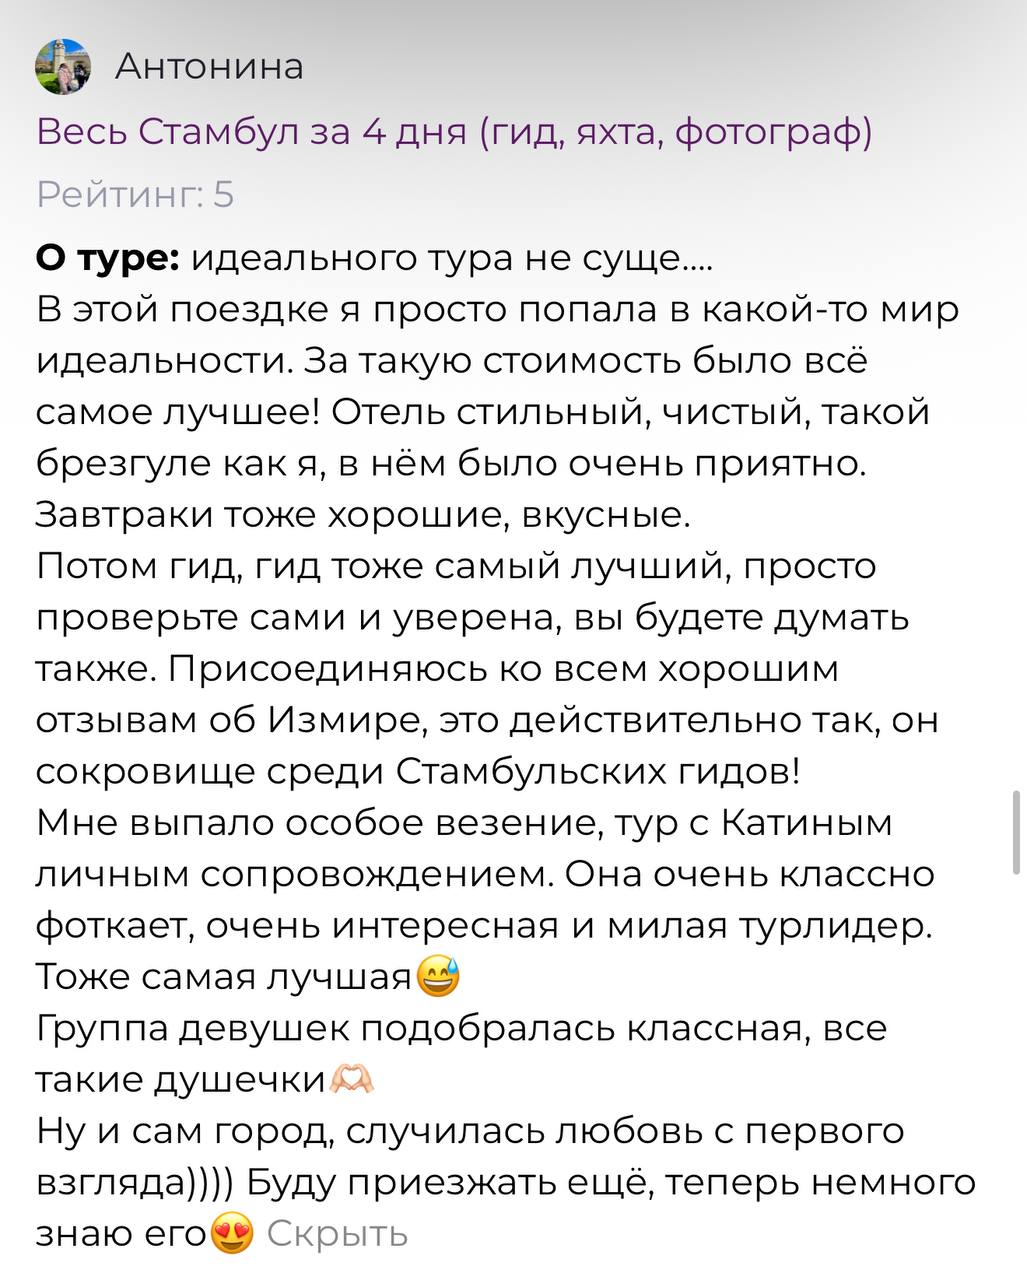 Антонина
Весь Стамбул за 4 дня (гид, яхта, фотограф)
Рейтинг: 5
О туре: идеального тура не суще....
В этой поездке я просто попала в какой-то мир
идеальности. За такую стоимость было всё
самое лучшее! Отель стильный, чистый, такой
брезгуле как я, в нём было очень приятно.
Завтраки тоже хорошие, вкусные.
Потом гид, гид тоже самый лучший, просто
проверьте сами и уверена, вы будете думать
также. Присоединяюсь ко всем хорошим
отзывам об Измире, это действительно так, он
сокровище среди Стамбульских гидов!
Мне выпало особое везение, тур с Катиным
личным сопровождением. Она очень классно
фоткает, очень интересная и милая турлидер.
Тоже самая лучшая😅
Группа девушек подобралась классная, все
такие душечки🫶🏻
Ну и сам город, случилась любовь с первого
взгляда)))) Буду приезжать ещё, теперь немного
знаю его😍 Скрыть